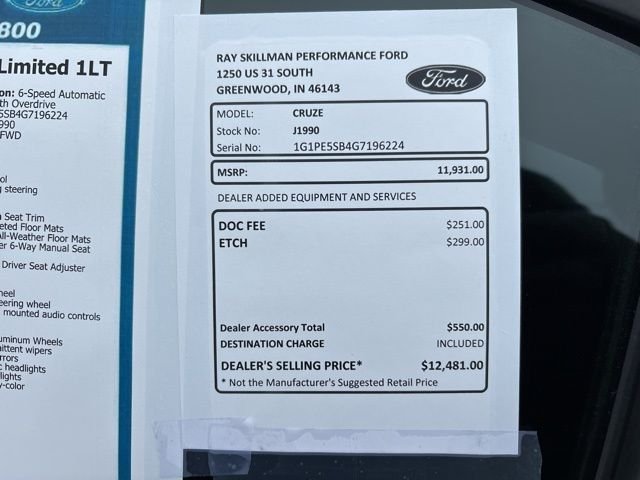 Ford
800
Limited 1LT
on: 6-Speed Automatic
th Overdrive
5SB4G7196224
990
FWD
ol
g steering
Seat Trim
eted Floor Mats
All-Weather Floor Mats
er 6-Way Manual Seat
Driver Seat Adjuster
heel
eering wheel
mounted audio controls
uminum Wheels
ittent wipers
rrors
c headlights
lights
y-color
RAY SKILLMAN PERFORMANCE FORD
1250 US 31 SOUTH
GREENWOOD, IN 46143
Ford
MODEL: CRUZE
Stock No: J1990
Serial No: 1G1PE5SB4G7196224
MSRP: 11,931.00
DEALER ADDED EQUIPMENT AND SERVICES
DOC FEE $251.00
ETCH $299.00
Dealer Accessory Total $550.00
DESTINATION CHARGE INCLUDED
DEALER'S SELLING PRICE* $12,481.00
* Not the Manufacturer's Suggested Retail Price